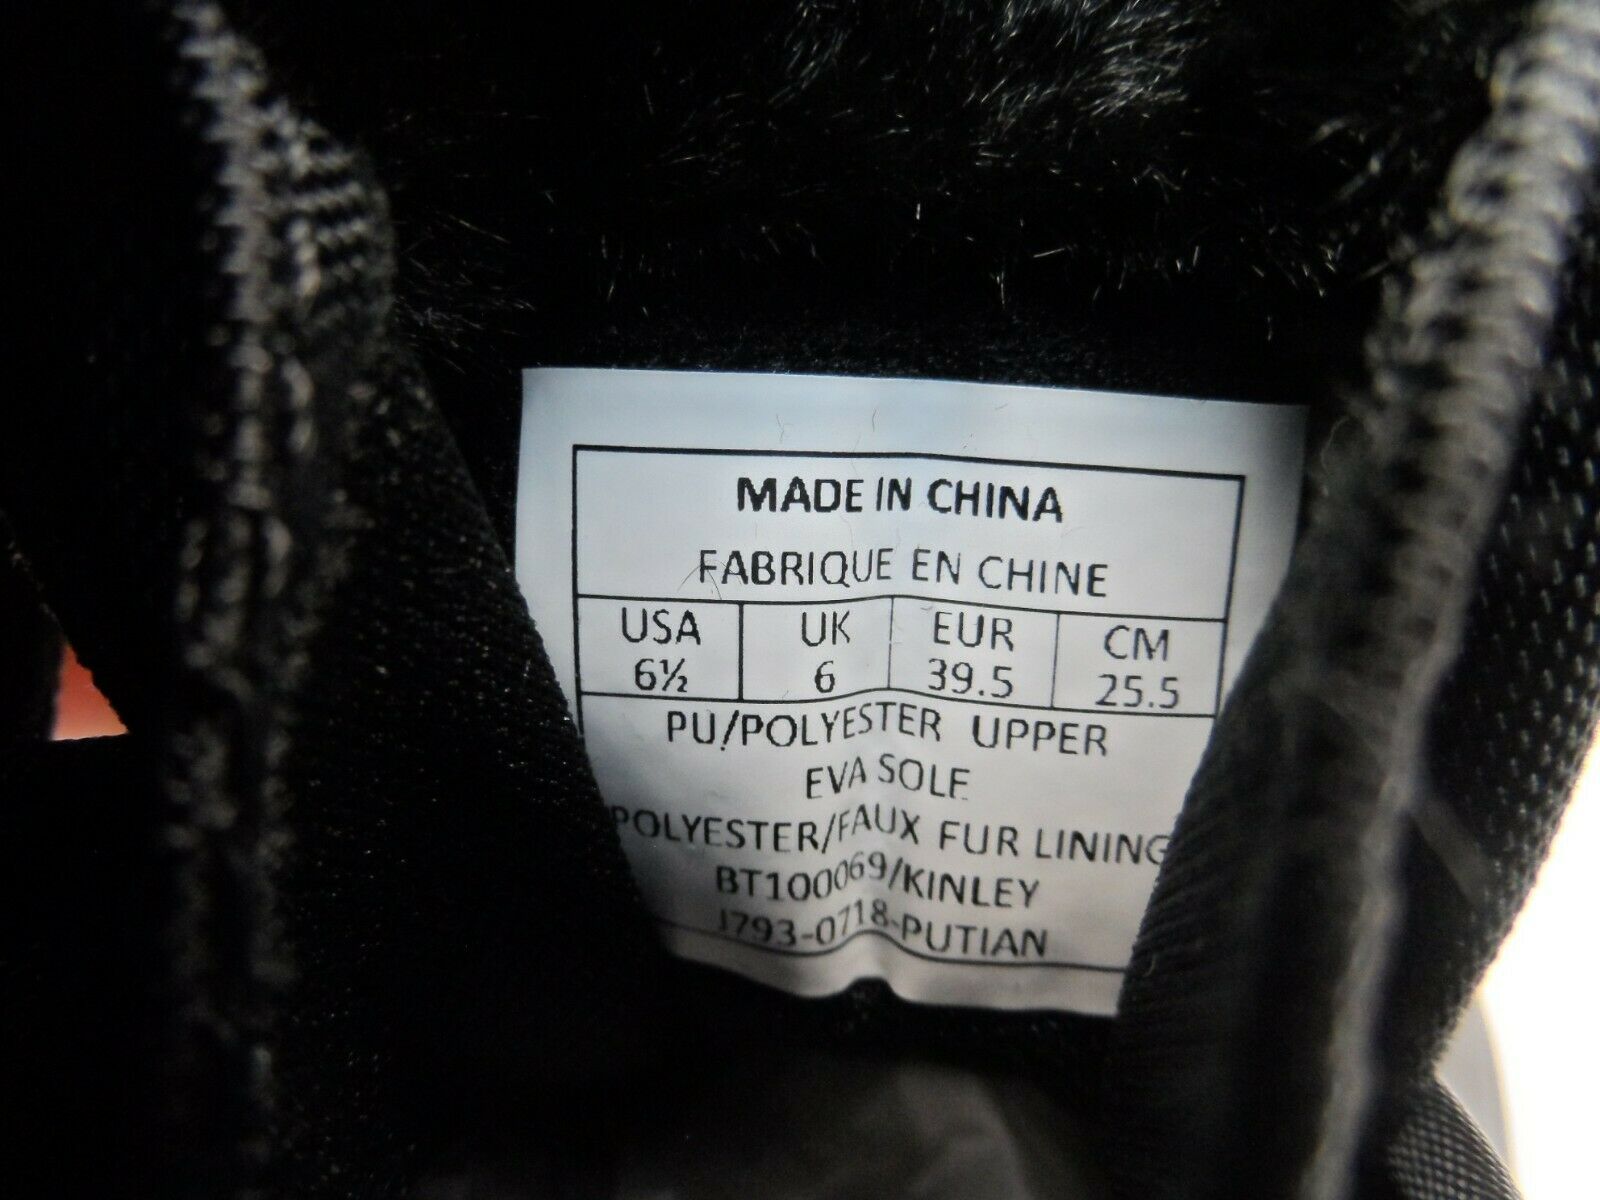 MADE IN CHINA
FABRIQUE EN CHINE
USA UK EUR CM
6½ 6 39.5 25.5
PU/POLYESTER UPPER
EVA SOLE
POLYESTER/FAUX FUR LINING
BT100069/KINLEY
J793-0718-PUTIAN